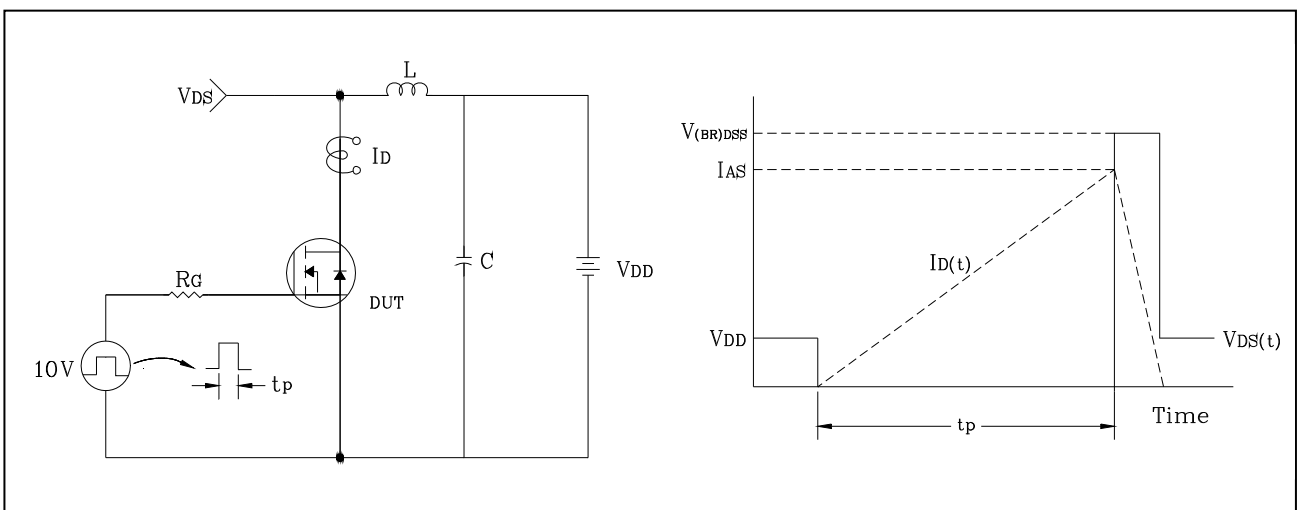 L
VDS
ID
RG
DUT
C
VDD
10V
tp
V(BR)DSS
IAS
ID(t)
VDD
VDS(t)
tp
Time